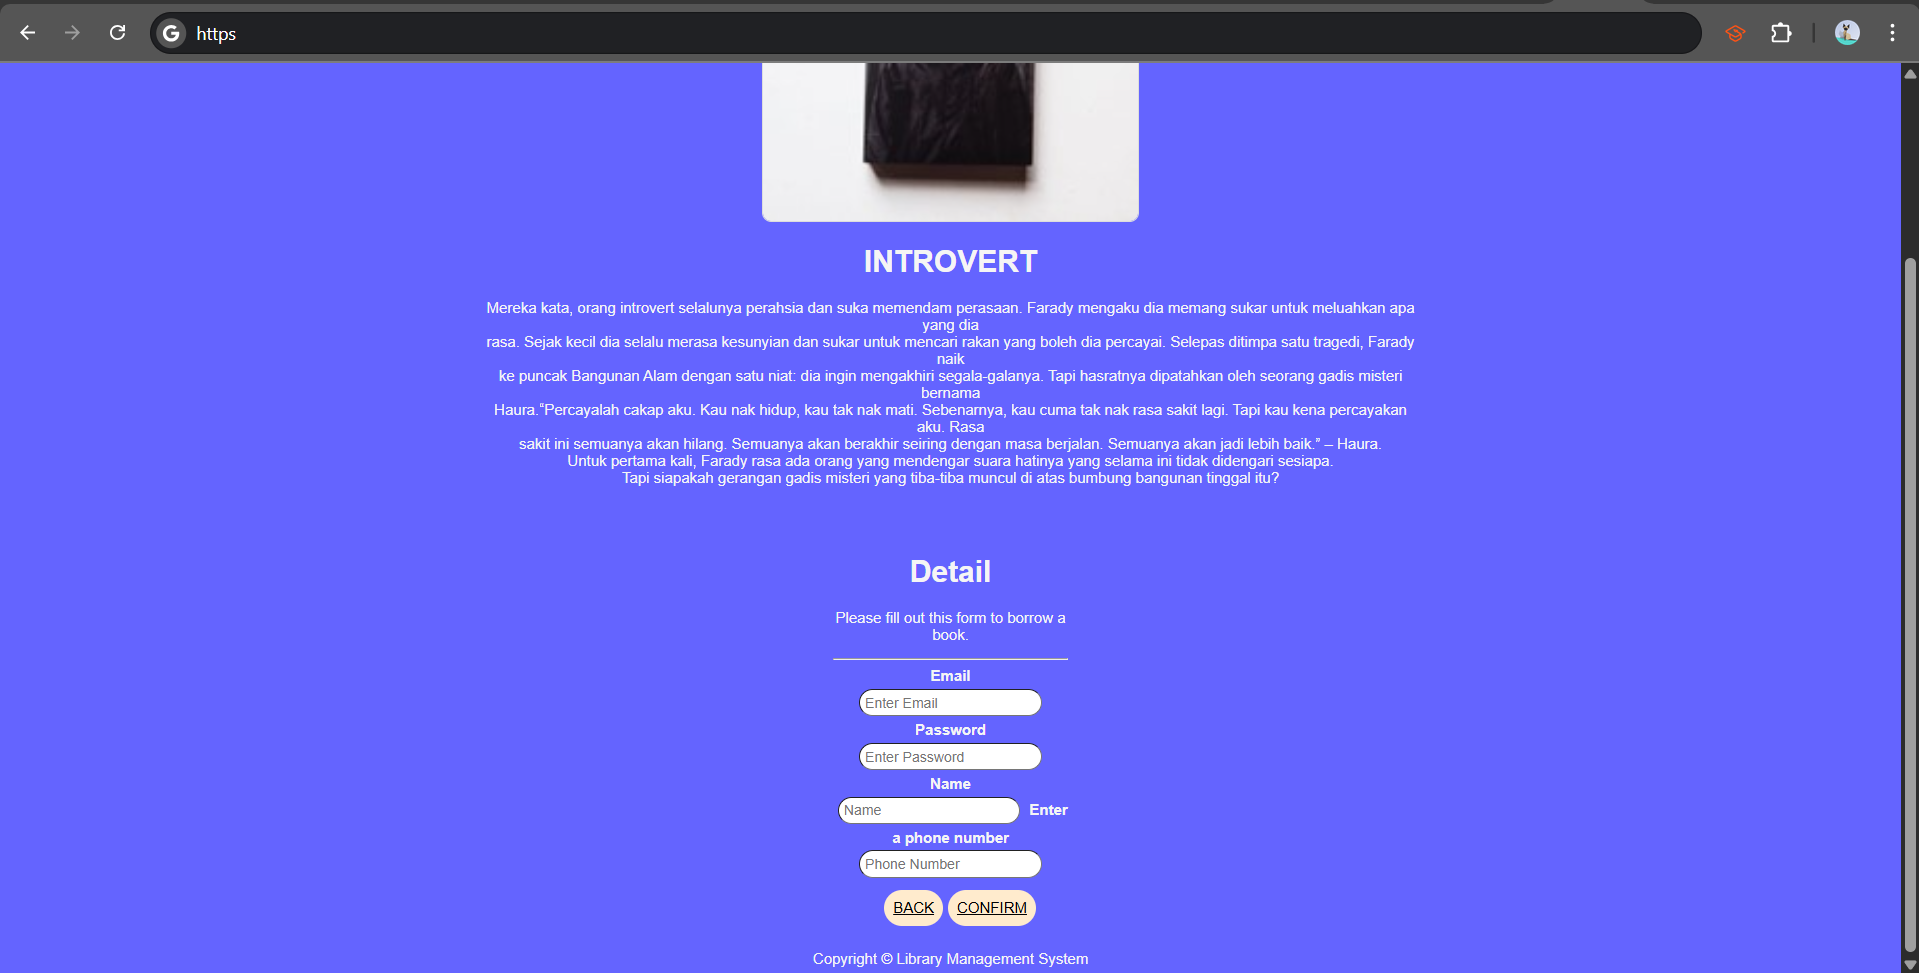 https
INTROVERT
Mereka kata, orang introvert selalunya perahsia dan suka memendam perasaan. Farady mengaku dia memang sukar untuk meluahkan apa
yang dia
rasa. Sejak kecil dia selalu merasa kesunyian dan sukar untuk mencari rakan yang boleh dia percayai. Selepas ditimpa satu tragedi, Farady
naik
ke puncak Bangunan Alam dengan satu niat: dia ingin mengakhiri segala-galanya. Tapi hasratnya dipatahkan oleh seorang gadis misteri
bernama
Haura.“Percayalah cakap aku. Kau nak hidup, kau tak nak mati. Sebenarnya, kau cuma tak nak rasa sakit lagi. Tapi kau kena percayakan
aku. Rasa
sakit ini semuanya akan hilang. Semuanya akan berakhir seiring dengan masa berjalan. Semuanya akan jadi lebih baik.” – Haura.
Untuk pertama kali, Farady rasa ada orang yang mendengar suara hatinya yang selama ini tidak didengari sesiapa.
Tapi siapakah gerangan gadis misteri yang tiba-tiba muncul di atas bumbung bangunan tinggal itu?
Detail
Please fill out this form to borrow a
book.
Email
Enter Email
Password
Enter Password
Name
Name Enter
a phone number
Phone Number
BACK CONFIRM
Copyright © Library Management System